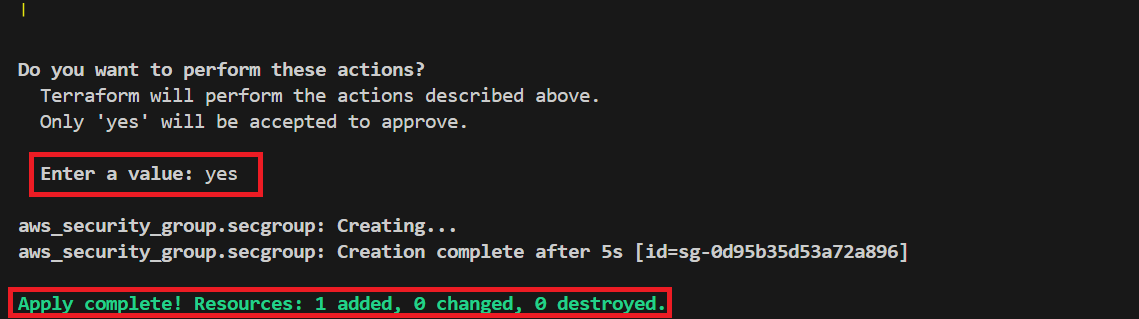 Do you want to perform these actions?
Terraform will perform the actions described above.
Only 'yes' will be accepted to approve.
Enter a value: yes
aws_security_group.secgroup: Creating...
aws_security_group.secgroup: Creation complete after 5s [id=sg-0d95b35d53a72a896]
Apply complete! Resources: 1 added, 0 changed, 0 destroyed.